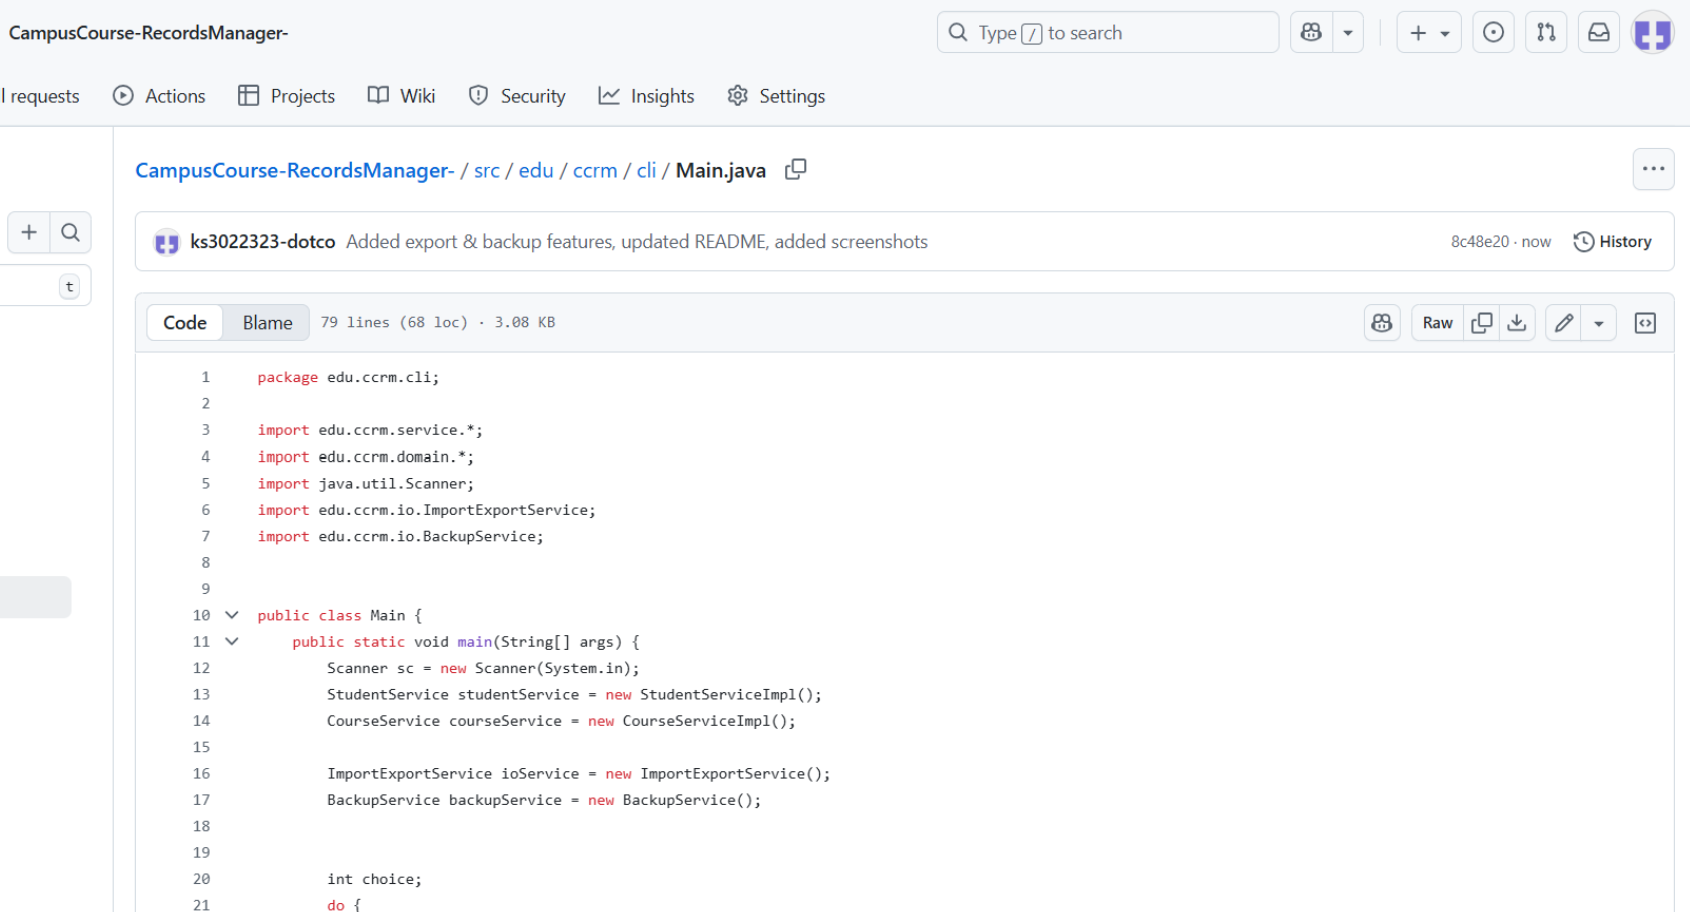 CampusCourse-RecordsManager-
Type / to search
l requests
Actions
Projects
Wiki
Security
Insights
Settings
CampusCourse-RecordsManager- / src / edu / ccrm / cli / Main.java
t
ks3022323-dotco Added export & backup features, updated README, added screenshots
8c48e20 · now
History
Code
Blame
79 lines (68 loc) · 3.08 KB
Raw
1 package edu.ccrm.cli;
2
3 import edu.ccrm.service.*;
4 import edu.ccrm.domain.*;
5 import java.util.Scanner;
6 import edu.ccrm.io.ImportExportService;
7 import edu.ccrm.io.BackupService;
8
9
10 public class Main {
11 public static void main(String[] args) {
12 Scanner sc = new Scanner(System.in);
13 StudentService studentService = new StudentServiceImpl();
14 CourseService courseService = new CourseServiceImpl();
15
16 ImportExportService ioService = new ImportExportService();
17 BackupService backupService = new BackupService();
18
19
20 int choice;
21 do {